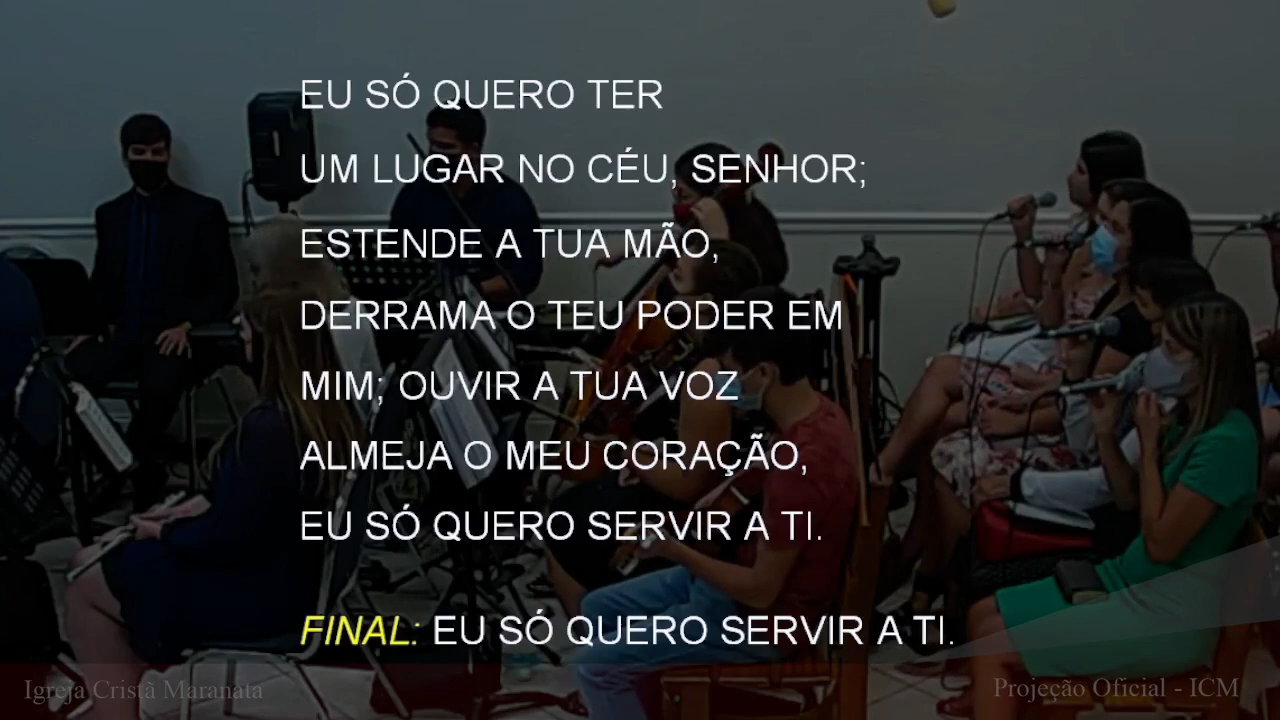 EU SÓ QUERO TER
UM LUGAR NO CÉU, SENHOR;
ESTENDE A TUA MÃO,
DERRAMA O TEU PODER EM
MIM; OUVIR A TUA VOZ
ALMEJA O MEU CORAÇÃO,
EU SÓ QUERO SERVIR A TI.
FINAL: EU SÓ QUERO SERVIR A TI.
Igreja Cristã Maranata
Projeção Oficial - ICM